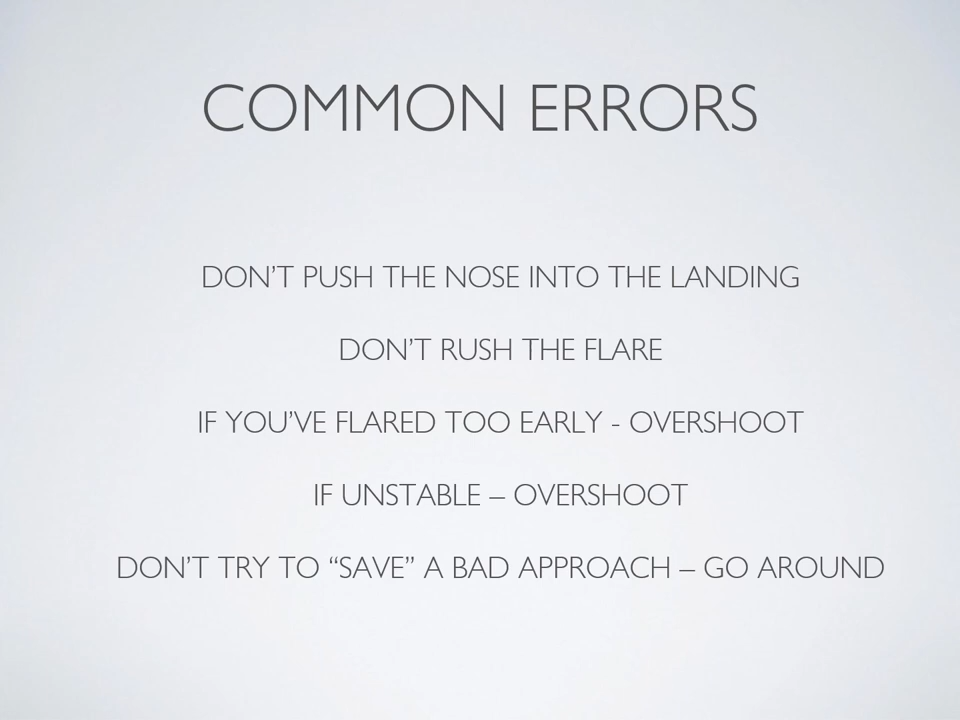 COMMON ERRORS
DON’T PUSH THE NOSE INTO THE LANDING
DON’T RUSH THE FLARE
IF YOU’VE FLARED TOO EARLY - OVERSHOOT
IF UNSTABLE – OVERSHOOT
DON’T TRY TO “SAVE” A BAD APPROACH – GO AROUND